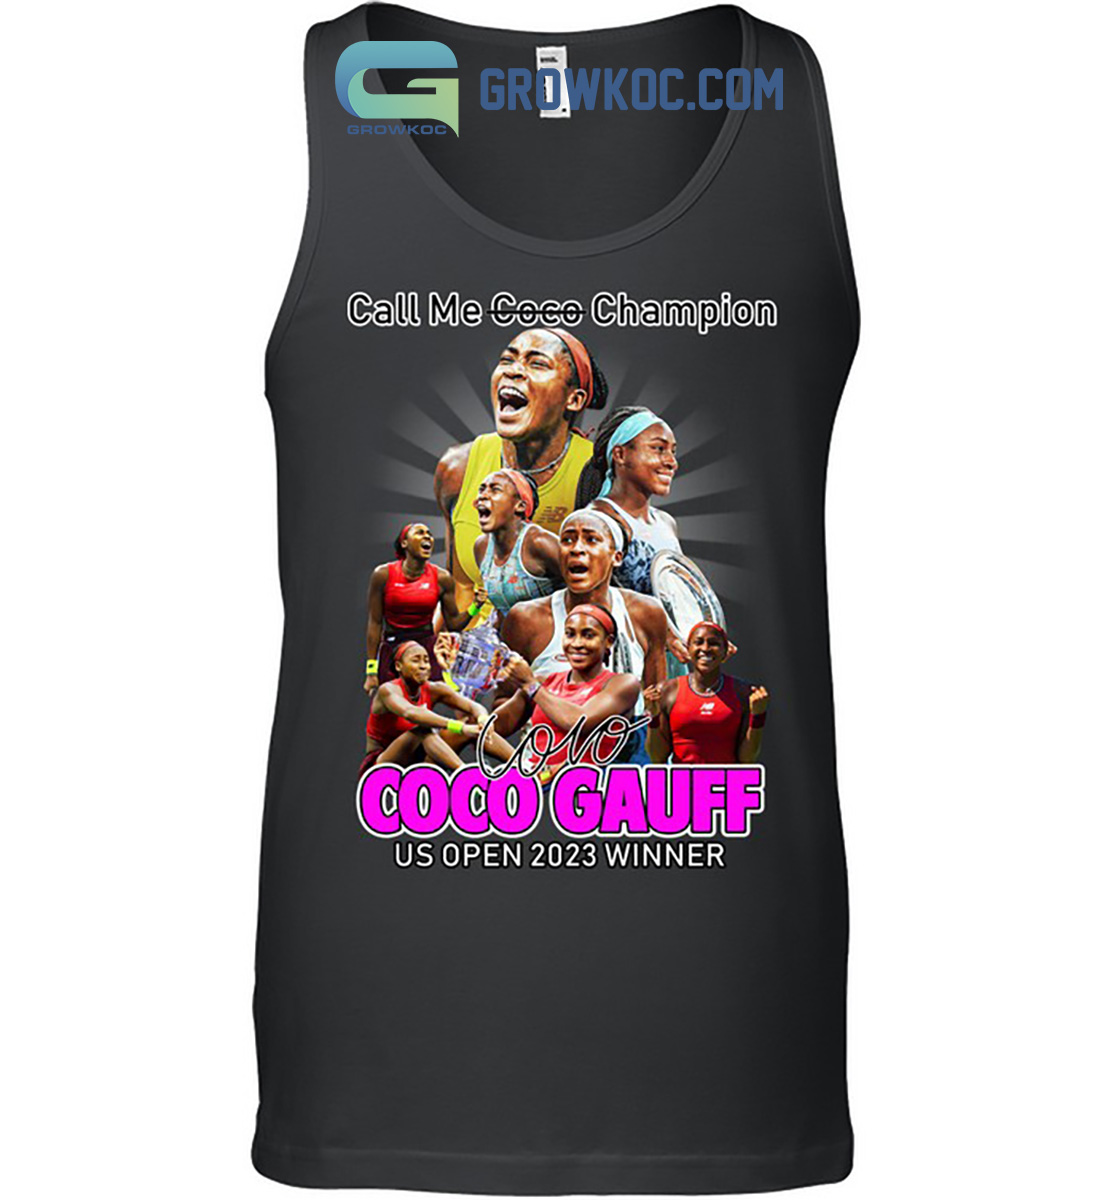 GROWKOC.COM
GROWKOC
Call Me Coco Champion
Coco
COCO GAUFF
US OPEN 2023 WINNER